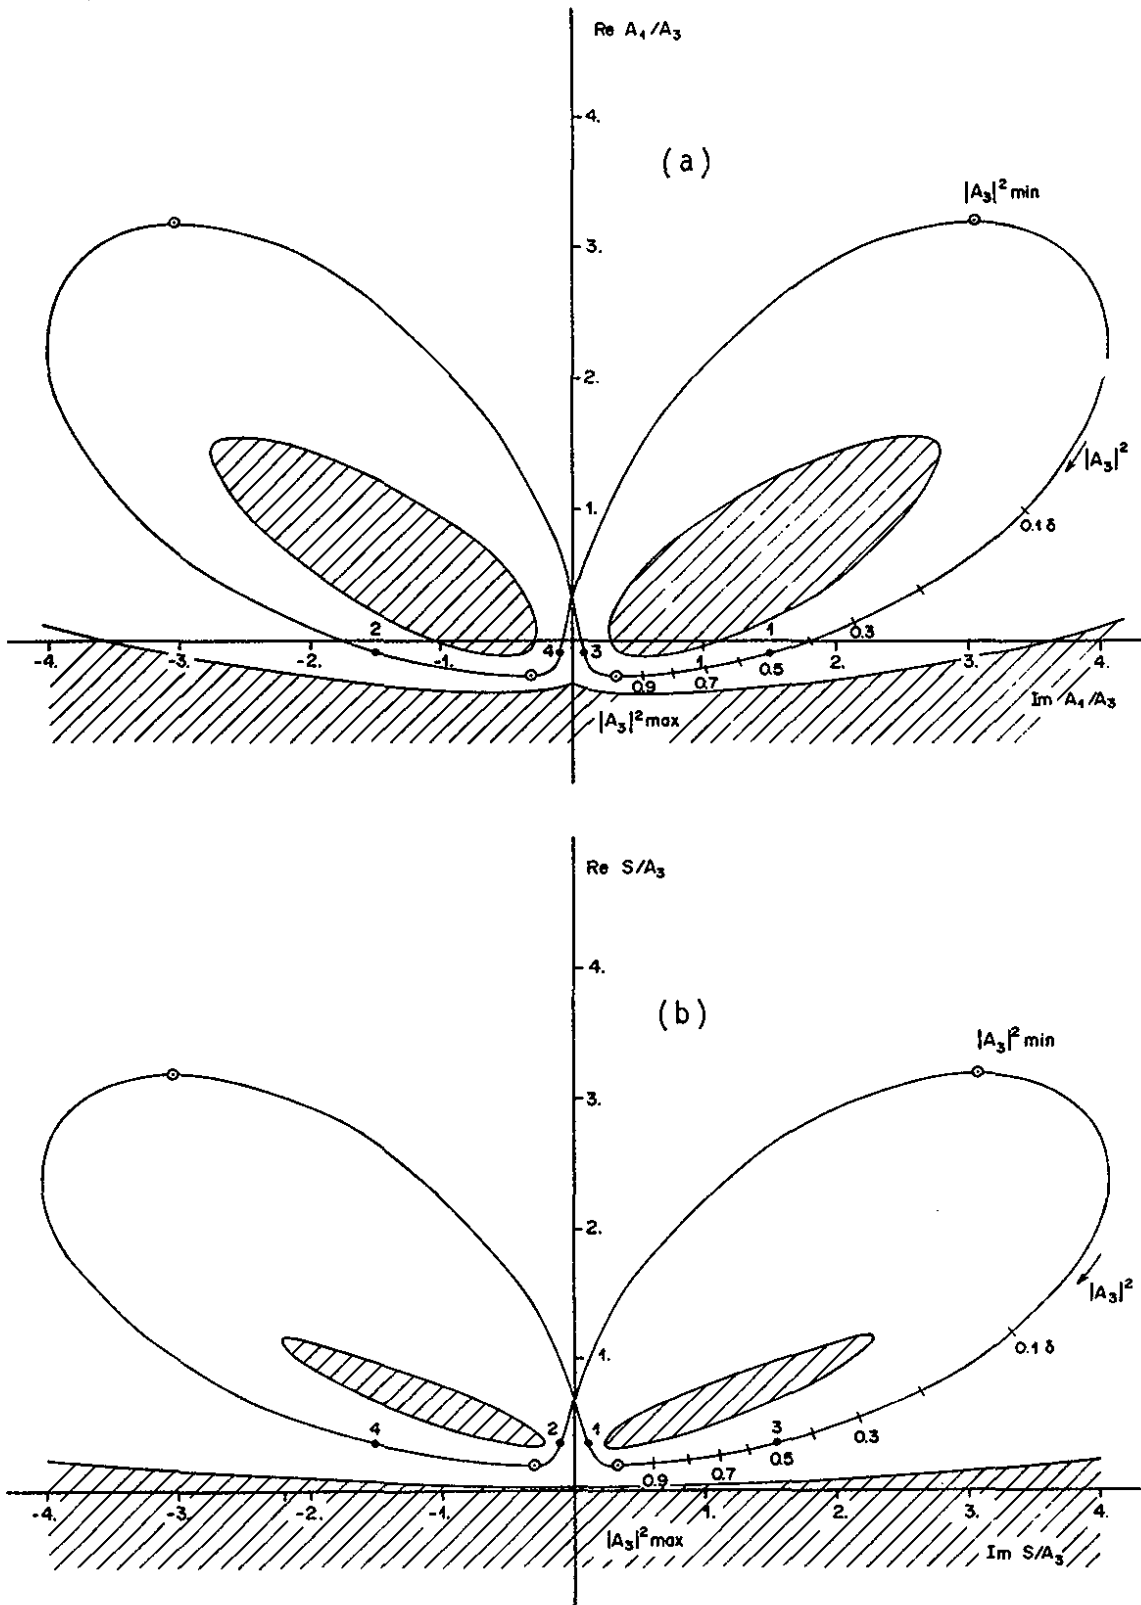 Re A₁/A₃
4.
(a)
|A₃|² min
3.
2.
|A₃|²
1.
0.1 δ
2
4
3
1
0.3
-4.
-3.
-2.
-1.
0.9
1.
0.7
0.5
2.
3.
4.
Im A₁/A₃
|A₃|² max
Re S/A₃
4.
(b)
|A₃|² min
3.
2.
|A₃|²
1.
0.1 δ
4
2
1
3
0.3
0.5
0.7
0.9
-4.
-3.
-2.
-1.
1.
2.
3.
4.
|A₃|² max
Im S/A₃